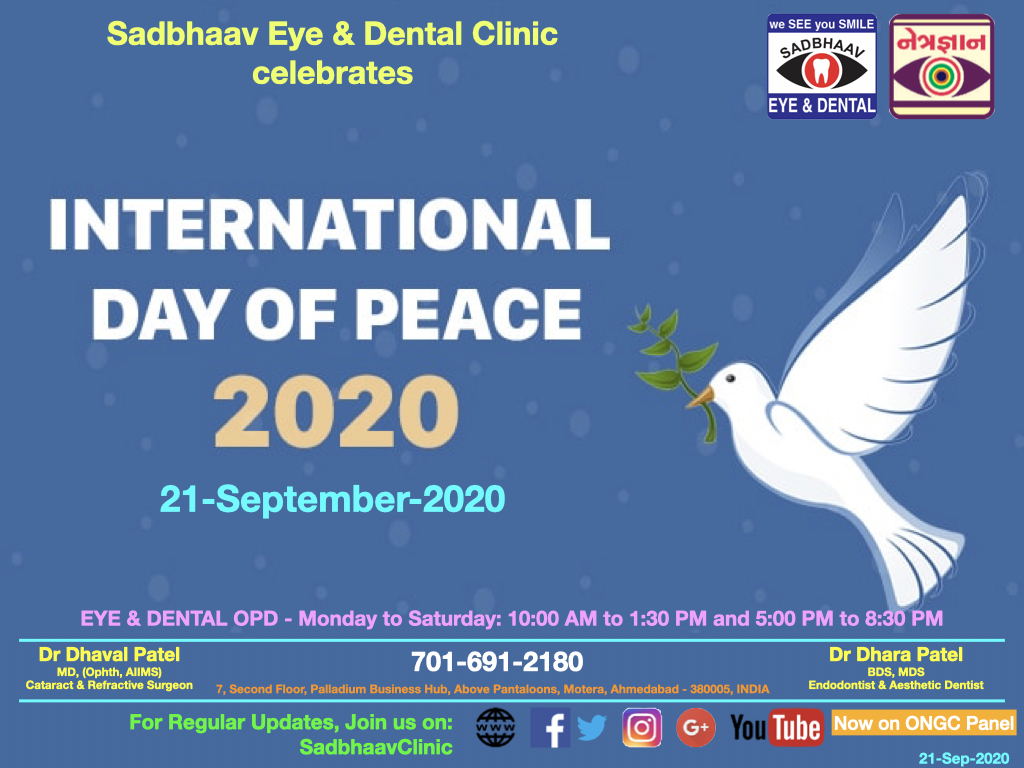 Sadbhaav Eye & Dental Clinic
celebrates
we SEE you SMILE
SADBHAAV
EYE & DENTAL
નેત્રજ્ઞાન
INTERNATIONAL
DAY OF PEACE
2020
21-September-2020
EYE & DENTAL OPD - Monday to Saturday: 10:00 AM to 1:30 PM and 5:00 PM to 8:30 PM
Dr Dhaval Patel
MD, (Ophth, AIIMS)
Cataract & Refractive Surgeon
701-691-2180
7, Second Floor, Palladium Business Hub, Above Pantaloons, Motera, Ahmedabad - 380005, INDIA
Dr Dhara Patel
BDS, MDS
Endodontist & Aesthetic Dentist
For Regular Updates, Join us on:
SadbhaavClinic
WWW
f
G+
YouTube
Now on ONGC Panel
21-Sep-2020